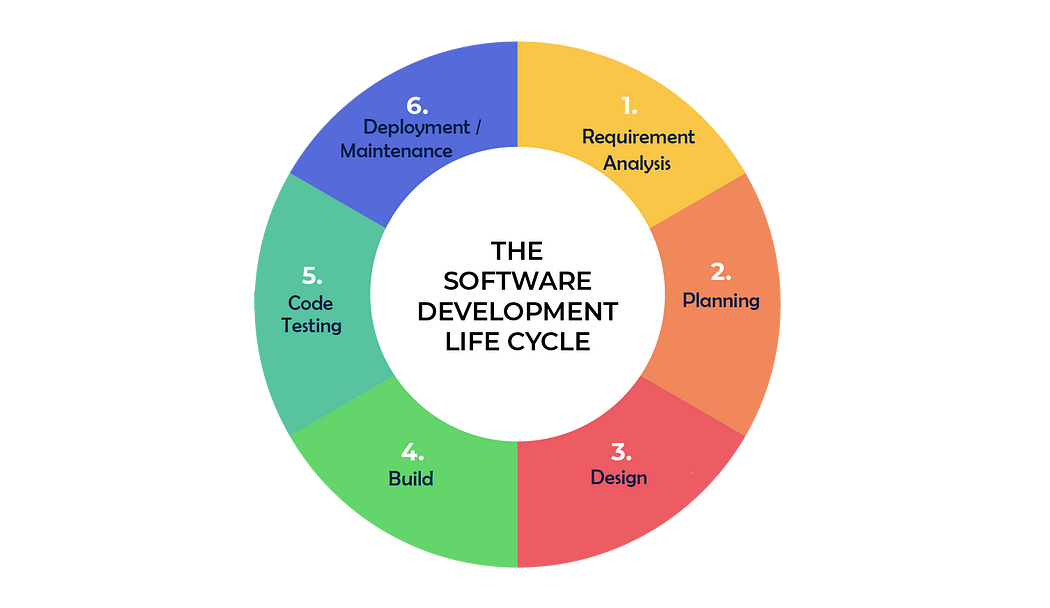 THE
SOFTWARE
DEVELOPMENT
LIFE CYCLE
1.
Requirement
Analysis
2.
Planning
3.
Design
4.
Build
5.
Code
Testing
6.
Deployment /
Maintenance